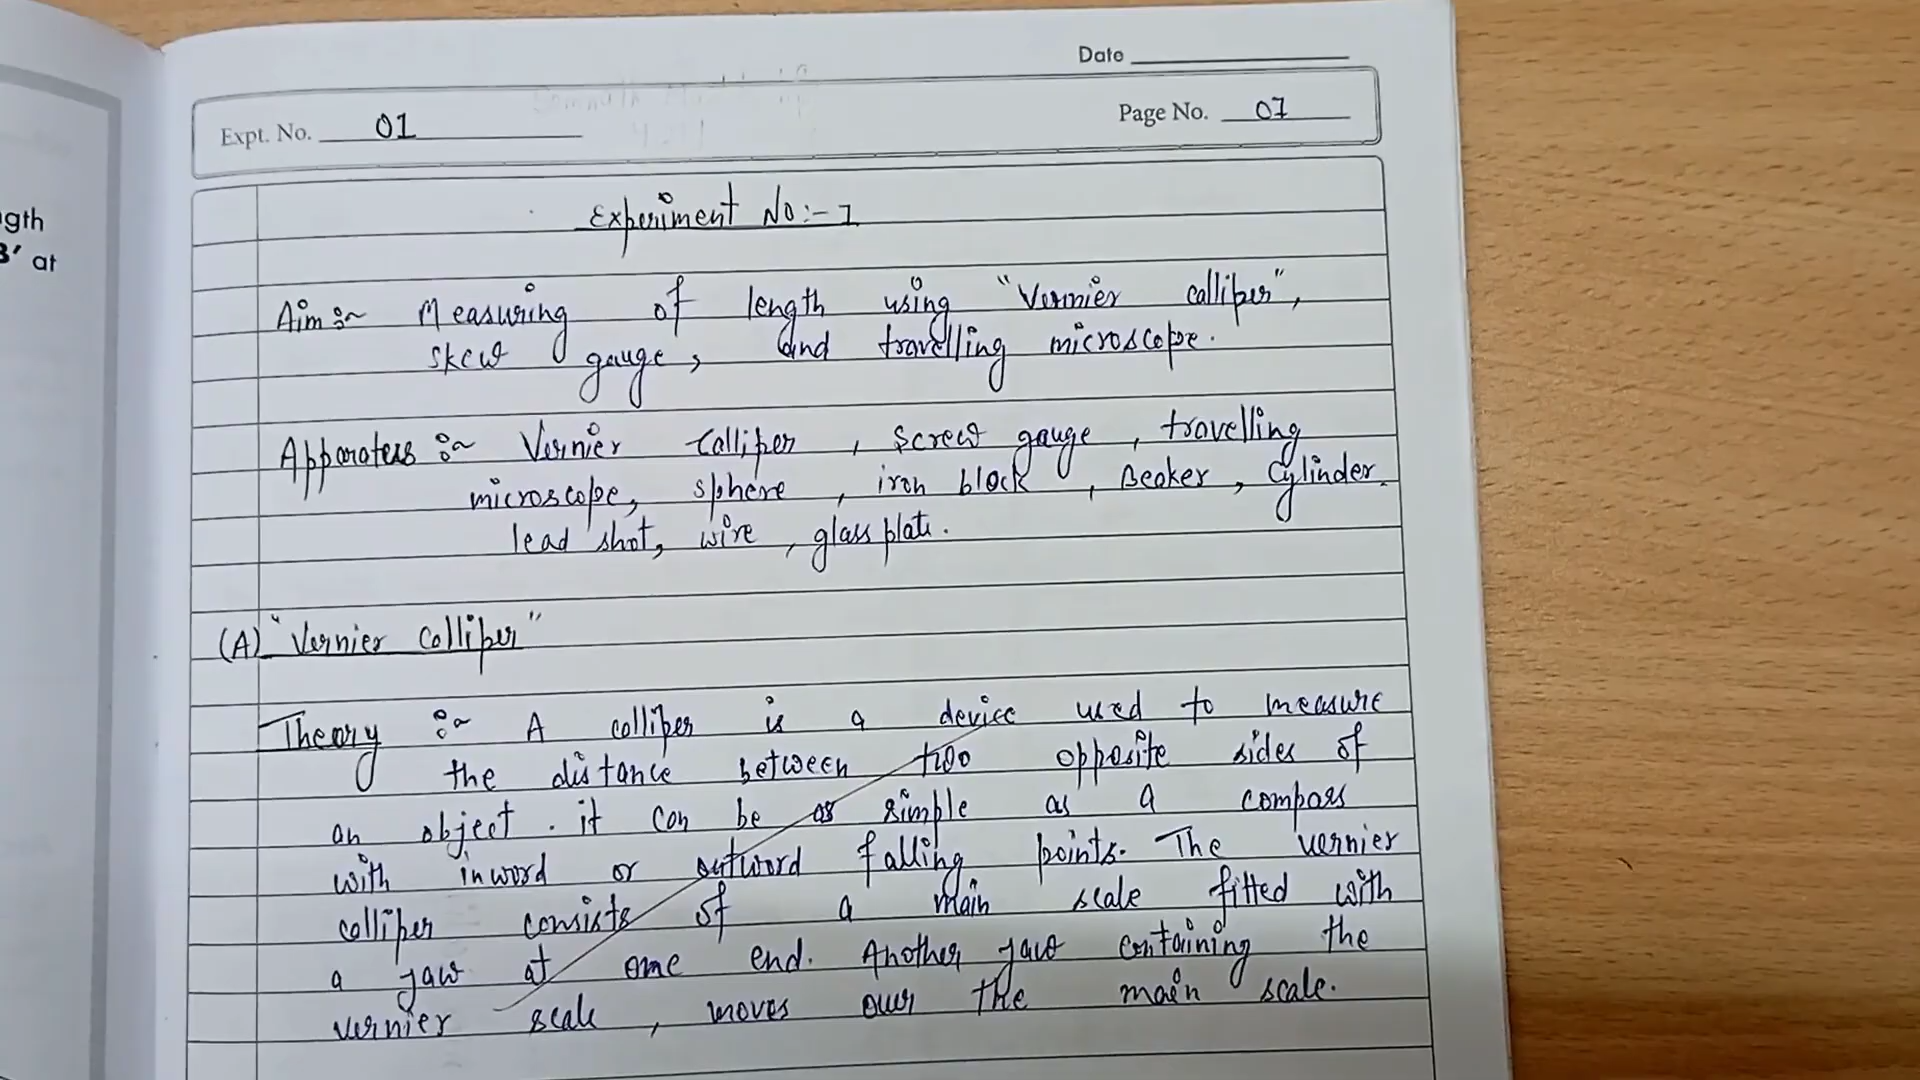 Date
Expt. No. 01
Page No. 01
ngth
B' at
Experiment No:- 1
Aim :~ Measuring of length using "Vernier calliper",
skew gauge, and travelling microscope.
Apparatus :~ Vernier Calliper, Screw gauge, travelling
microscope, sphere, iron block, Beaker, Cylinder.
lead shot, wire, glass plate.
(A) "Vernier Calliper"
Theory :~ A calliper is a device used to measure
the distance between two opposite sides of
an object. it can be as simple as a compass
with inword or outword falling points. The vernier
calliper consists of a main scale fitted with
a jaw at one end. Another jaw containing the
vernier scale, moves over the main scale.